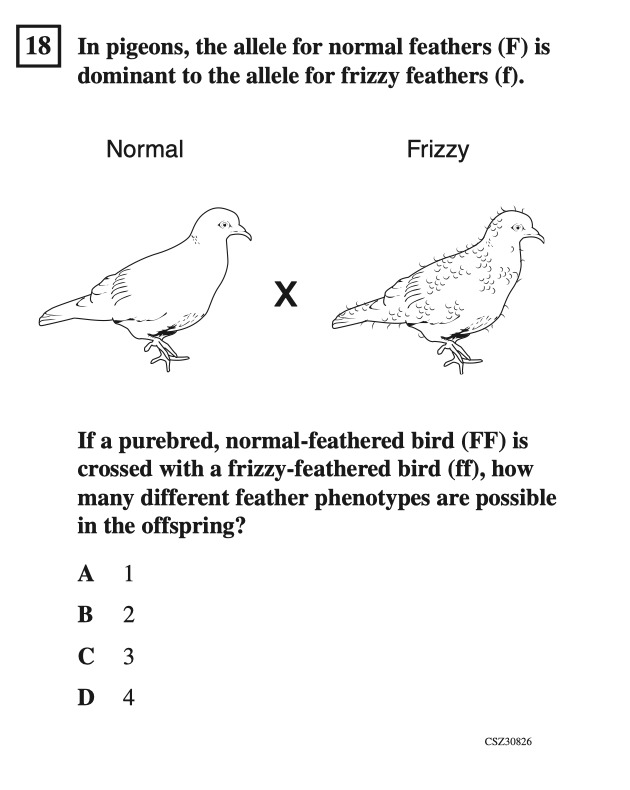 18 In pigeons, the allele for normal feathers (F) is
dominant to the allele for frizzy feathers (f).
Normal
Frizzy
X
If a purebred, normal-feathered bird (FF) is
crossed with a frizzy-feathered bird (ff), how
many different feather phenotypes are possible
in the offspring?
A 1
B 2
C 3
D 4
CSZ30826